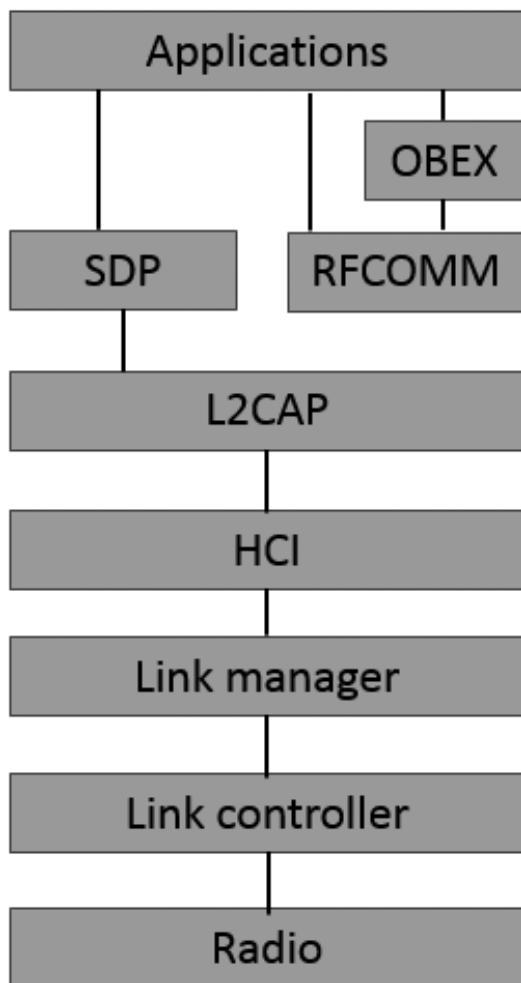 Applications
OBEX
SDP
RFCOMM
L2CAP
HCI
Link manager
Link controller
Radio